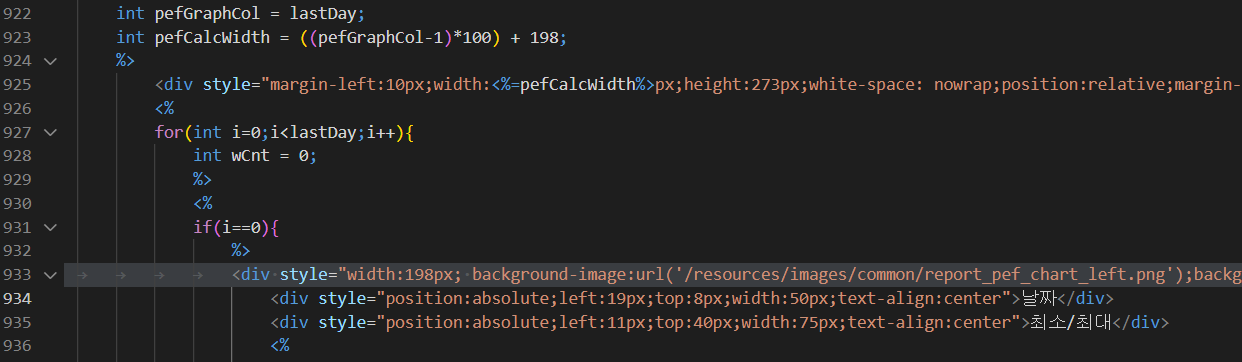 922 int pefGraphCol = lastDay;
923 int pefCalcWidth = ((pefGraphCol-1)*100) + 198;
924 %>
925 <div style="margin-left:10px;width:<%=pefCalcWidth%>px;height:273px;white-space: nowrap;position:relative;margin-
926 <%
927 for(int i=0;i<lastDay;i++){
928 int wCnt = 0;
929 %>
930 <%
931 if(i==0){
932 %>
933 <div style="width:198px; background-image:url('/resources/images/common/report_pef_chart_left.png');backg
934 <div style="position:absolute;left:19px;top:8px;width:50px;text-align:center">날짜</div>
935 <div style="position:absolute;left:11px;top:40px;width:75px;text-align:center">최소/최대</div>
936 <%